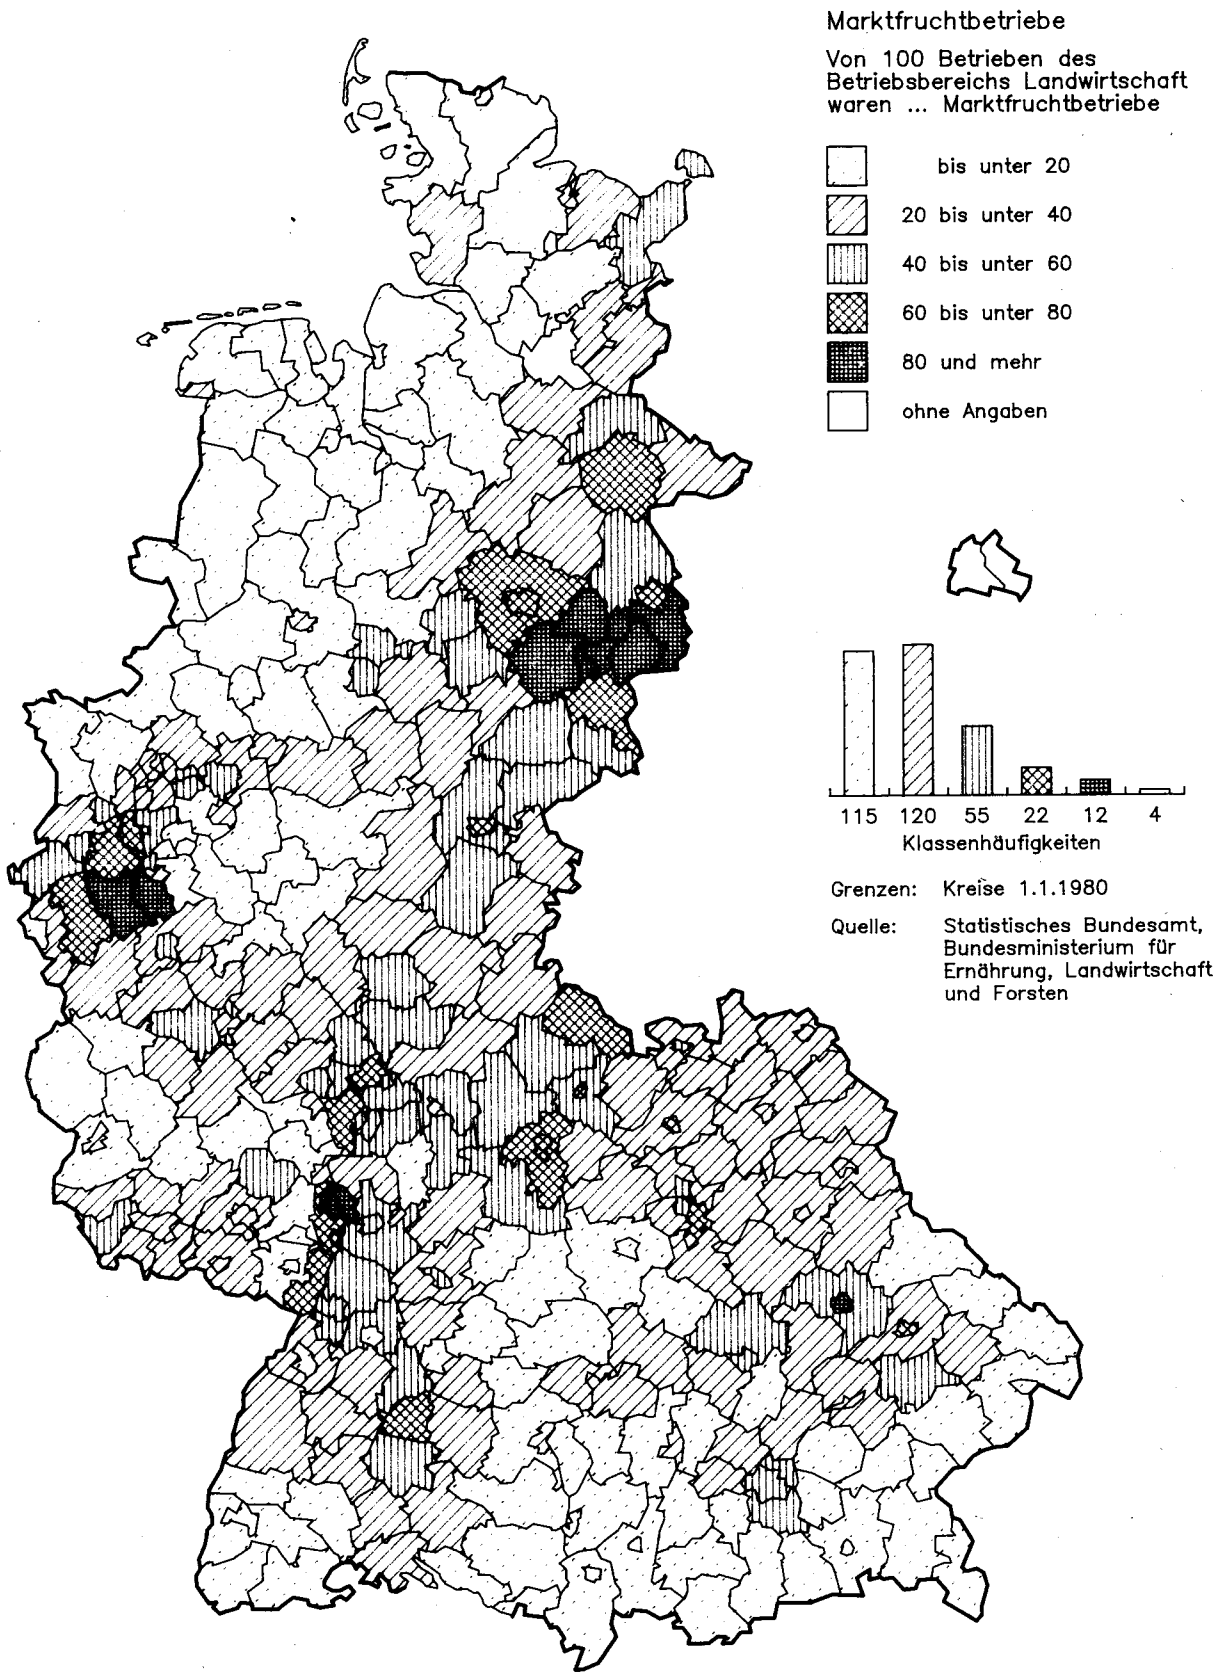 Marktfruchtbetriebe
Von 100 Betrieben des
Betriebsbereichs Landwirtschaft
waren ... Marktfruchtbetriebe
bis unter 20
20 bis unter 40
40 bis unter 60
60 bis unter 80
80 und mehr
ohne Angaben
115 120 55 22 12 4
Klassenhäufigkeiten
Grenzen: Kreise 1.1.1980
Quelle: Statistisches Bundesamt,
Bundesministerium für
Ernährung, Landwirtschaft
und Forsten